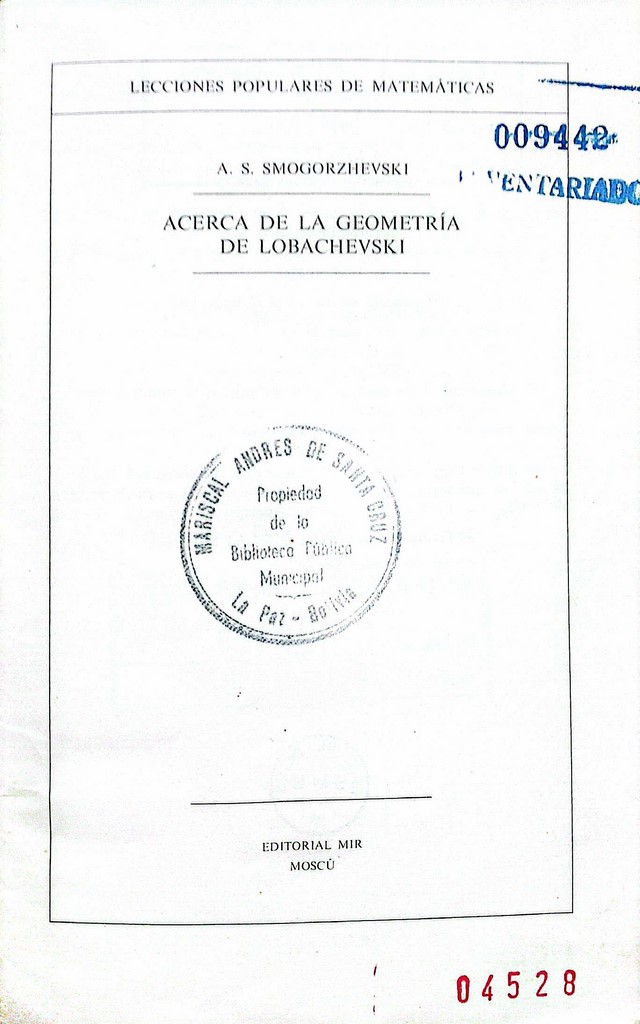 LECCIONES POPULARES DE MATEMÁTICAS
009442
A. S. SMOGORZHEVSKI
ACERCA DE LA GEOMETRÍA
DE LOBACHEVSKI
MARISCAL ANDRES DE SANTA CRUZ
Propiedad
de la
Biblioteca Pública
Municipal
La Paz - Bolivia
EDITORIAL MIR
MOSCÚ
04528